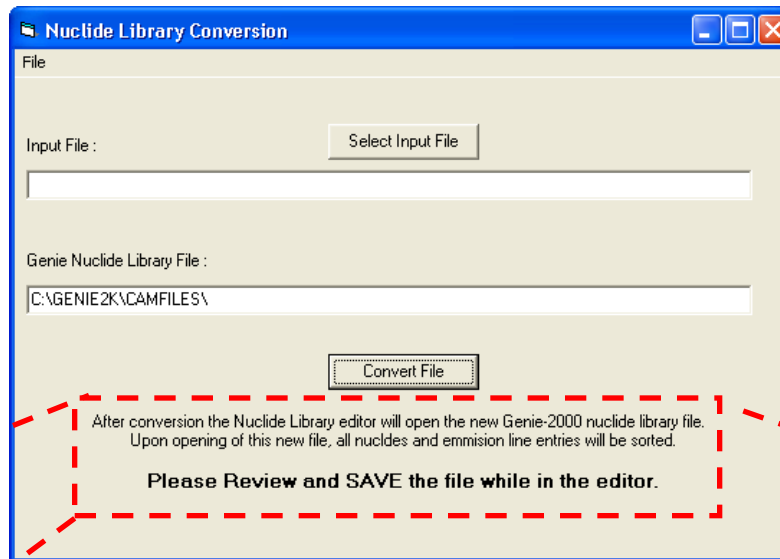 Nuclide Library Conversion
File
Input File :
Select Input File
Genie Nuclide Library File :
C:\GENIE2K\CAMFILES\
Convert File
After conversion the Nuclide Library editor will open the new Genie-2000 nuclide library file.
Upon opening of this new file, all nucldes and emmision line entries will be sorted.
Please Review and SAVE the file while in the editor.